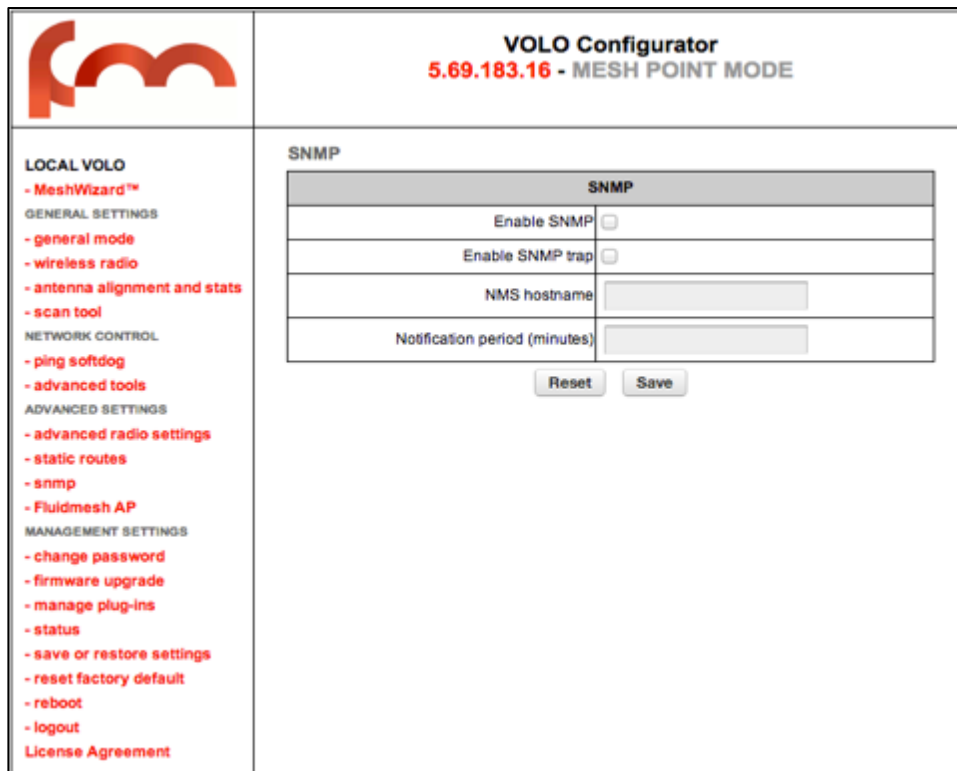 VOLO Configurator
5.69.183.16 - MESH POINT MODE
LOCAL VOLO
- MeshWizard™
GENERAL SETTINGS
- general mode
- wireless radio
- antenna alignment and stats
- scan tool
NETWORK CONTROL
- ping softdog
- advanced tools
ADVANCED SETTINGS
- advanced radio settings
- static routes
- snmp
- Fluidmesh AP
MANAGEMENT SETTINGS
- change password
- firmware upgrade
- manage plug-ins
- status
- save or restore settings
- reset factory default
- reboot
- logout
License Agreement
SNMP
SNMP
Enable SNMP
Enable SNMP trap
NMS hostname
Notification period (minutes)
Reset Save